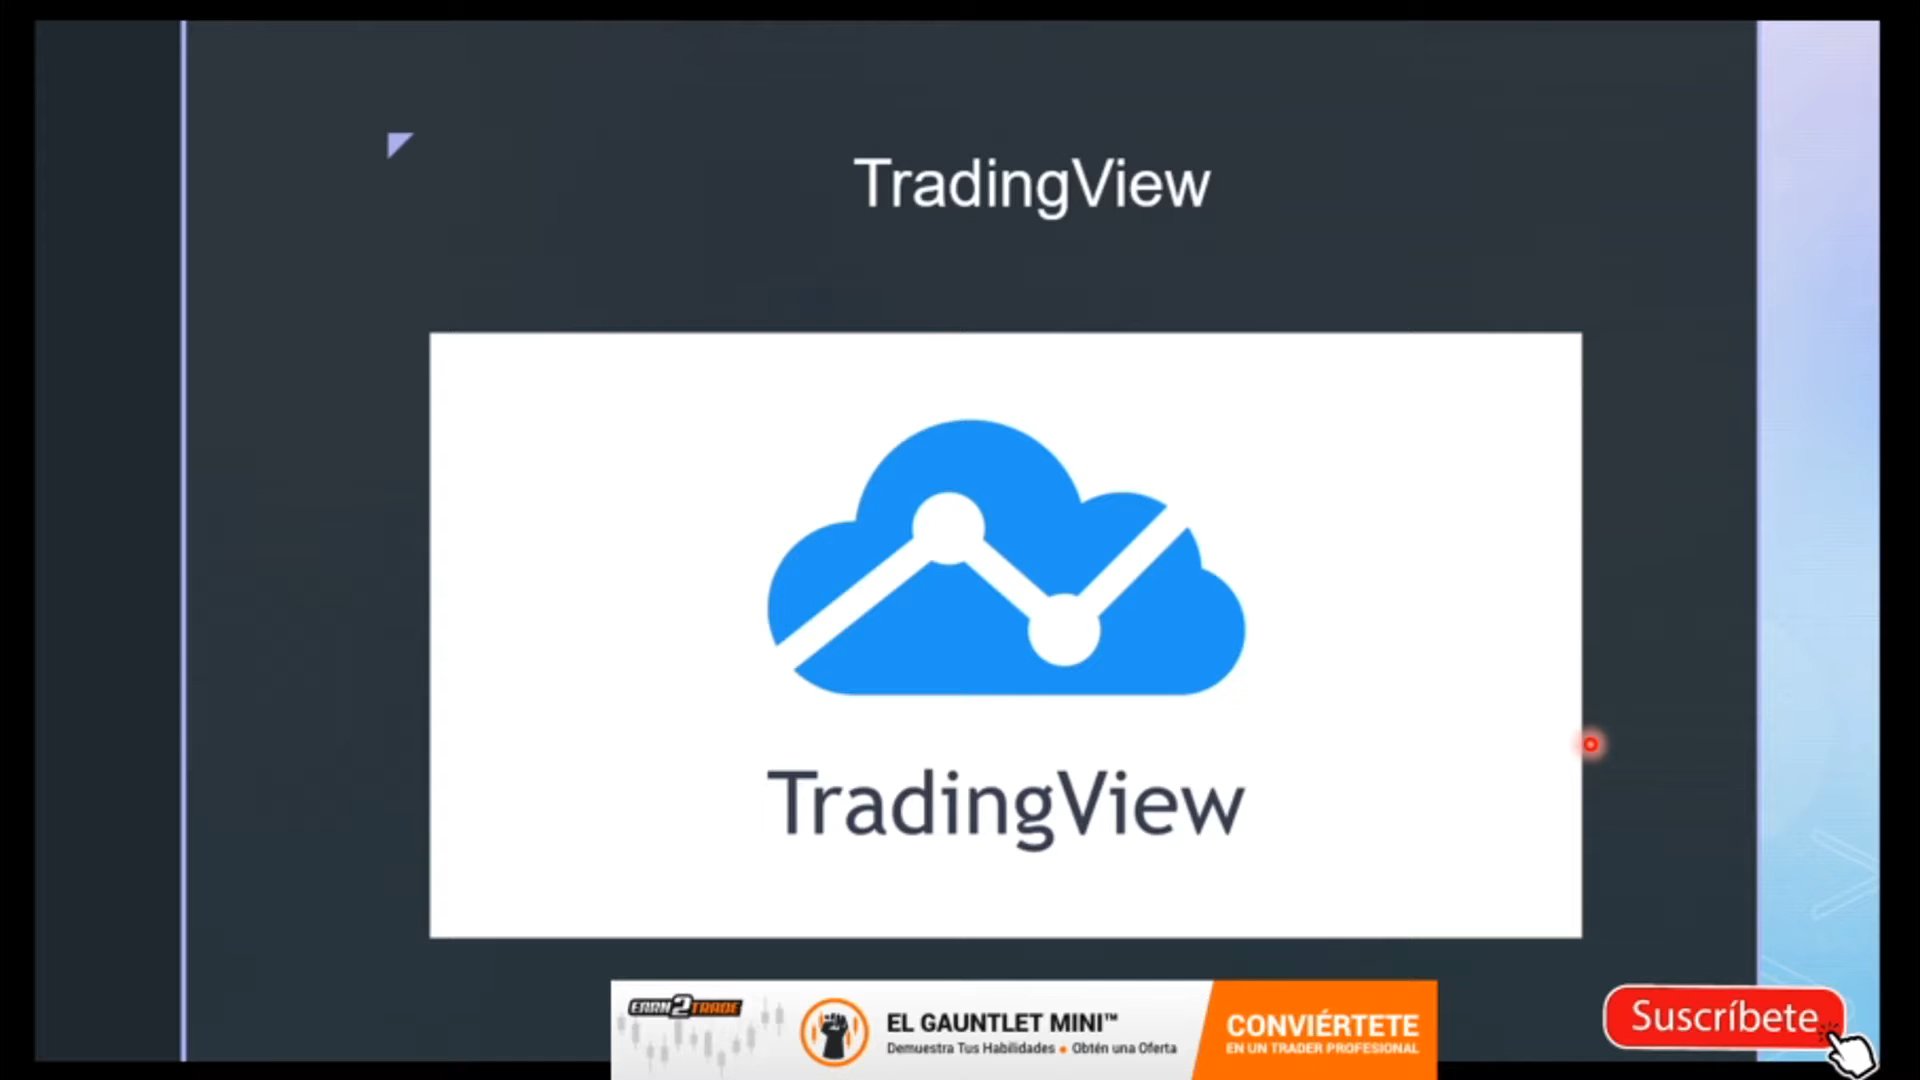 TradingView
TradingView
EARN2TRADE
EL GAUNTLET MINI™
Demuestra Tus Habilidades • Obtén una Oferta
CONVIÉRTETE
EN UN TRADER PROFESIONAL
Suscríbete